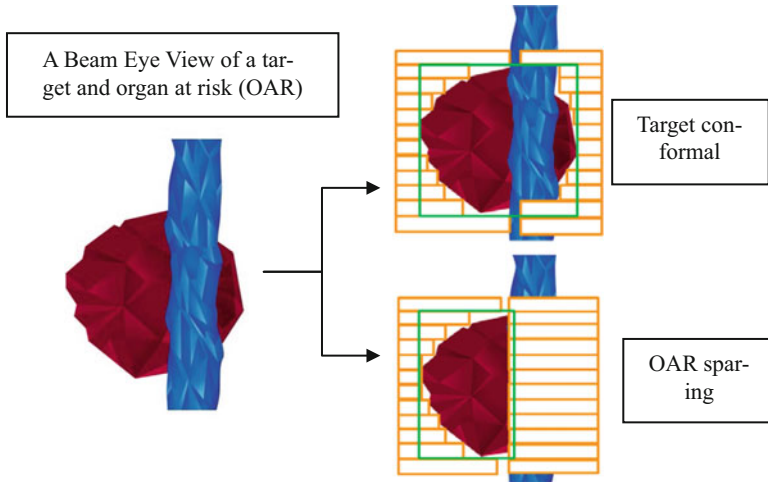 A Beam Eye View of a tar-
get and organ at risk (OAR)
Target con-
formal
OAR spar-
ing